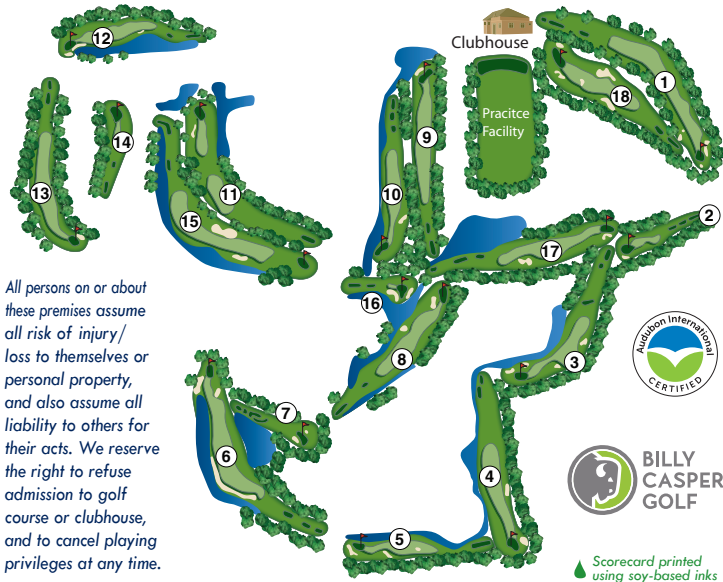 12
Clubhouse
1
18
14
9
Pracitce
Facility
13
11
10
15
2
17
16
8
3
7
6
4
5
All persons on or about
these premises assume
all risk of injury/
loss to themselves or
personal property,
and also assume all
liability to others for
their acts. We reserve
the right to refuse
admission to golf
course or clubhouse,
and to cancel playing
privileges at any time.
Audubon International
CERTIFIED
BILLY
CASPER
GOLF
Scorecard printed
using soy-based inks